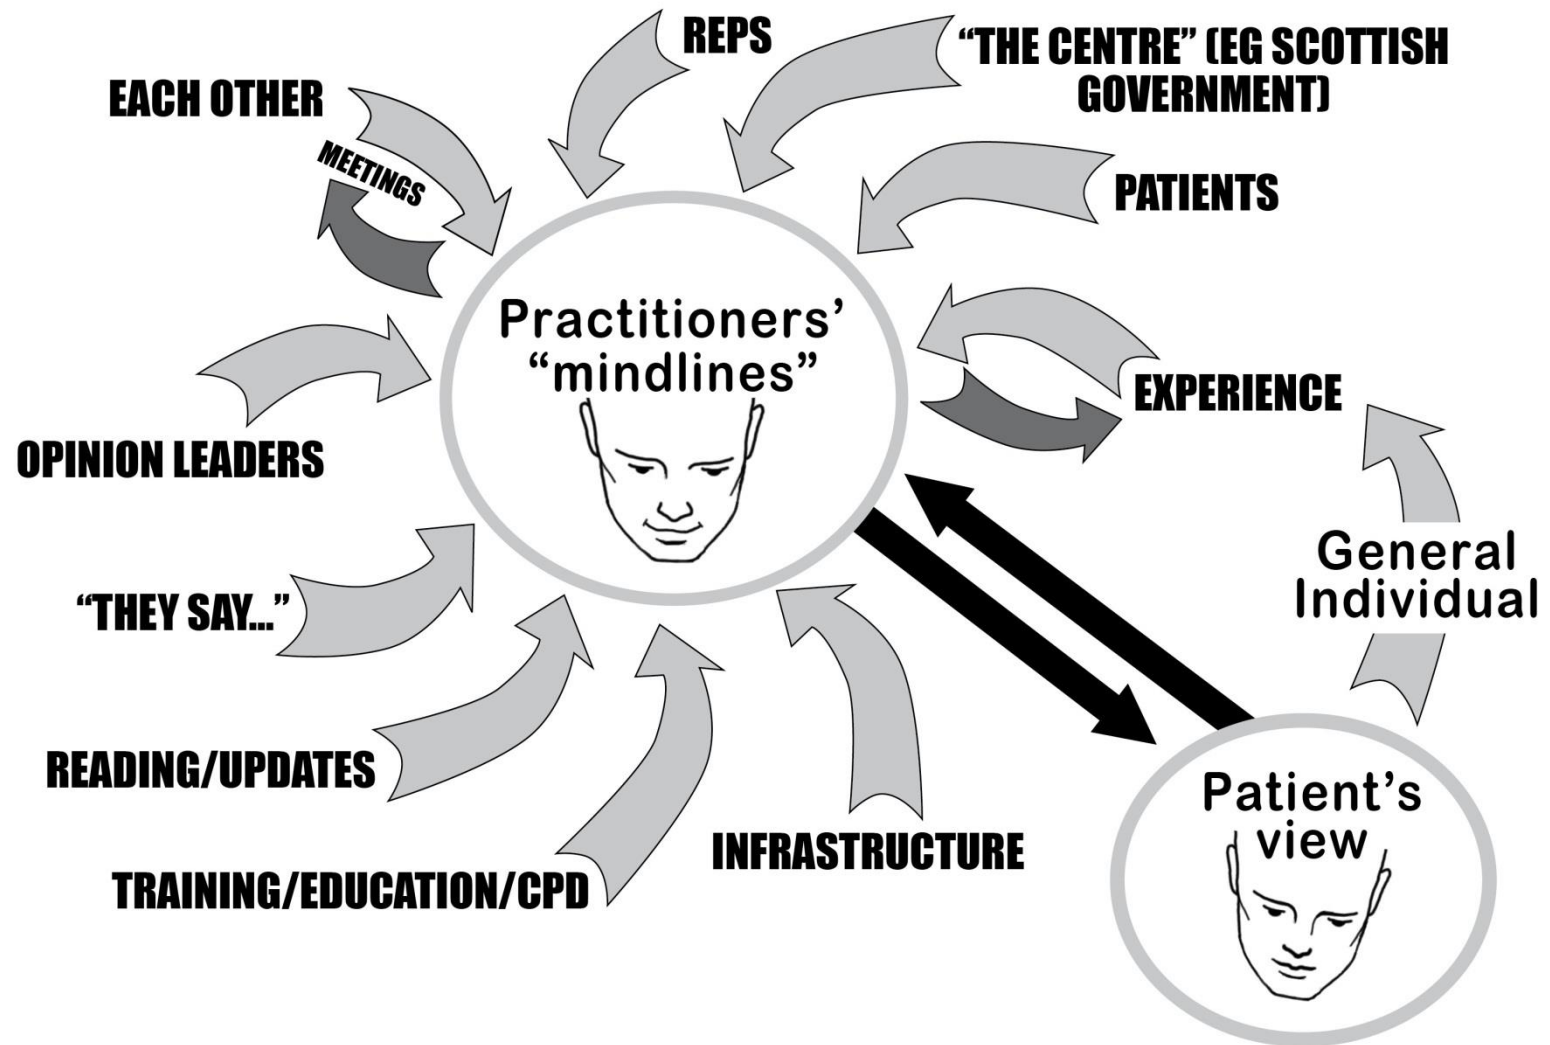 REPS
“THE CENTRE” (EG SCOTTISH
GOVERNMENT)
EACH OTHER
MEETINGS
PATIENTS
Practitioners’
“mindlines”
EXPERIENCE
OPINION LEADERS
General
Individual
“THEY SAY...”
READING/UPDATES
Patient’s
view
INFRASTRUCTURE
TRAINING/EDUCATION/CPD